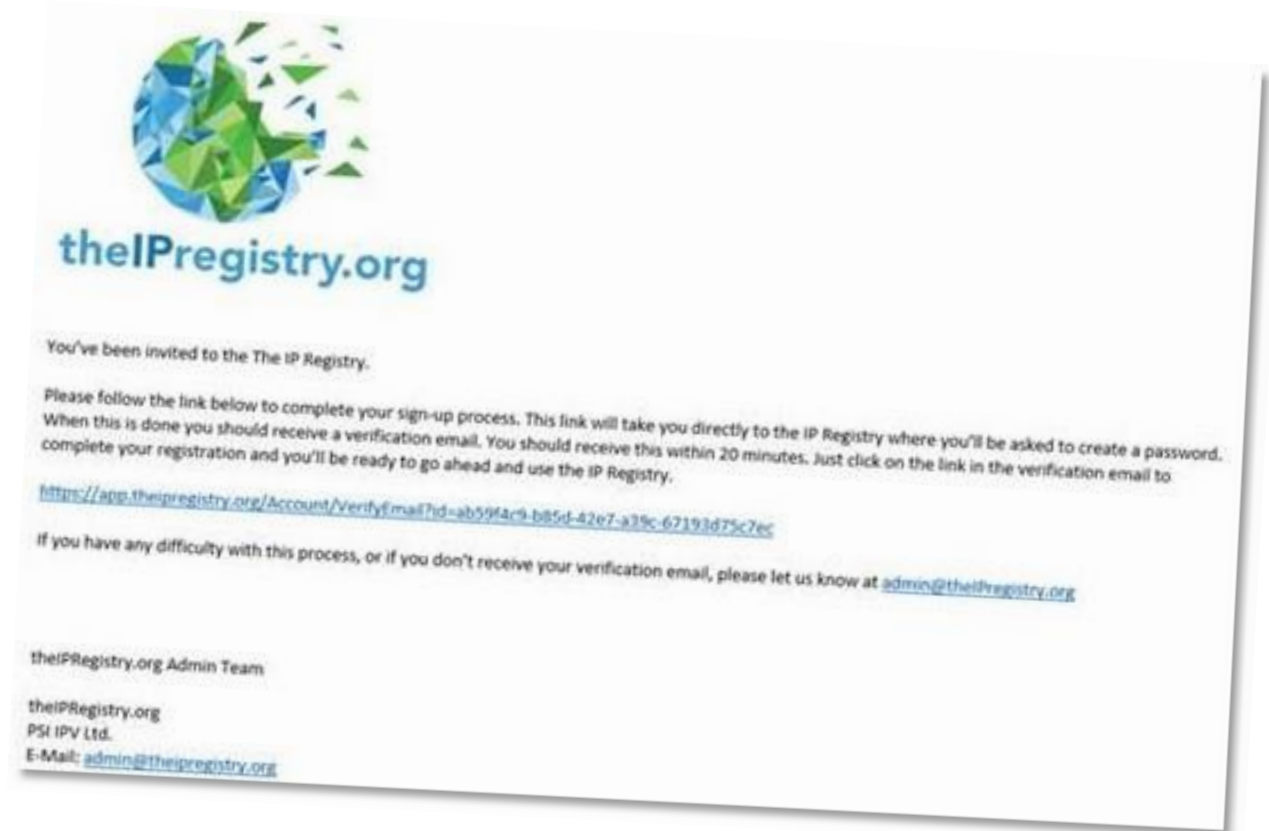 theIPregistry.org
You've been invited to the The IP Registry.
Please follow the link below to complete your sign-up process. This link will take you directly to the IP Registry where you'll be asked to create a password.
When this is done you should receive a verification email. You should receive this within 20 minutes. Just click on the link in the verification email to
complete your registration and you'll be ready to go ahead and use the IP Registry.
https://app.theipregistry.org/Account/VerifyEmail?id=ab59f4c9-b85d-42e7-a39c-67193d75c7ec
If you have any difficulty with this process, or if you don't receive your verification email, please let us know at admin@theIPregistry.org
theIPRegistry.org Admin Team
theIPRegistry.org
PSI IPV Ltd.
E-Mail: admin@theipregistry.org